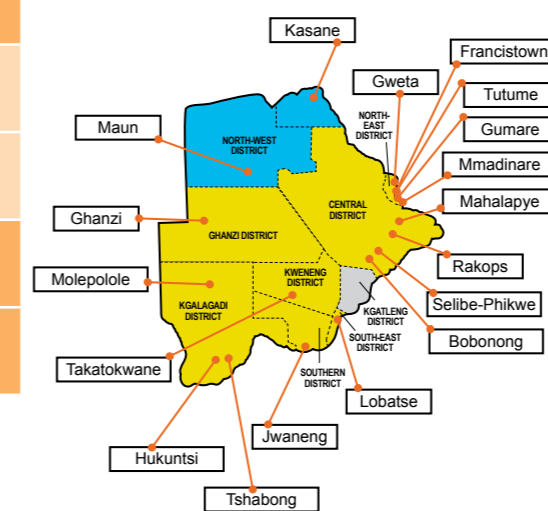 Kasane
Francistown
Gweta
Tutume
Gumare
Mmadinare
Mahalapye
Rakops
Selibe-Phikwe
Bobonong
Lobatse
Jwaneng
Tshabong
Hukuntsi
Takatokwane
Molepolole
Ghanzi
Maun
NORTH-WEST
DISTRICT
NORTH-
EAST
DISTRICT
CENTRAL
DISTRICT
GHANZI DISTRICT
KWENENG
DISTRICT
KGALAGADI
DISTRICT
KGATLENG
DISTRICT
SOUTH-EAST
DISTRICT
SOUTHERN
DISTRICT